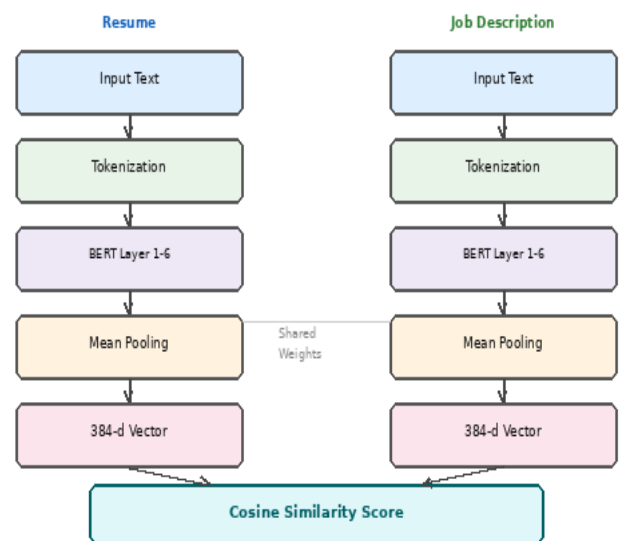 Resume
Job Description
Input Text
Input Text
Tokenization
Tokenization
BERT Layer 1-6
BERT Layer 1-6
Mean Pooling
Shared
Weights
Mean Pooling
384-d Vector
384-d Vector
Cosine Similarity Score